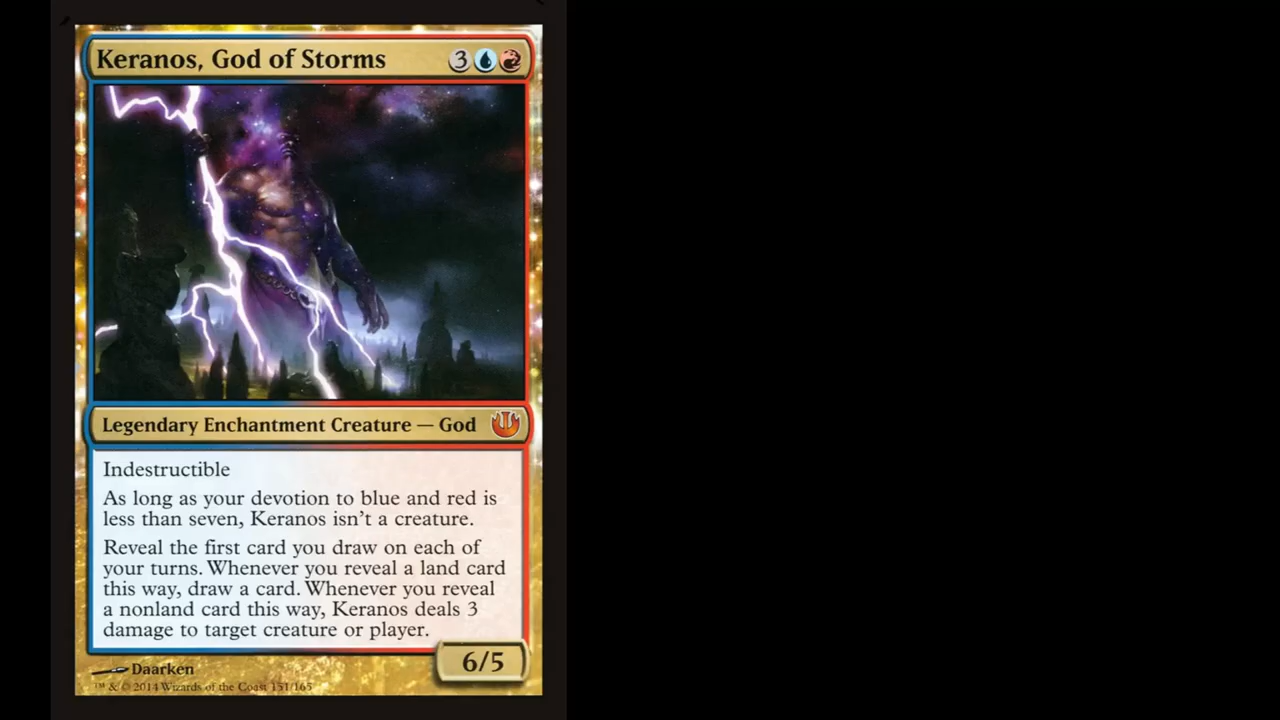 Keranos, God of Storms
3
Legendary Enchantment Creature — God
Indestructible
As long as your devotion to blue and red is
less than seven, Keranos isn't a creature.
Reveal the first card you draw on each of
your turns. Whenever you reveal a land card
this way, draw a card. Whenever you reveal
a nonland card this way, Keranos deals 3
damage to target creature or player.
6/5
Daarken
™ & © 2014 Wizards of the Coast 151/165